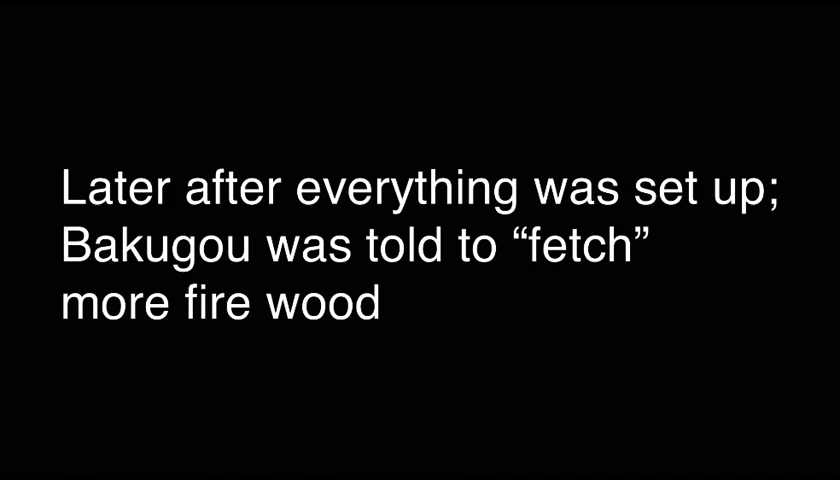 Later after everything was set up;
Bakugou was told to “fetch”
more fire wood